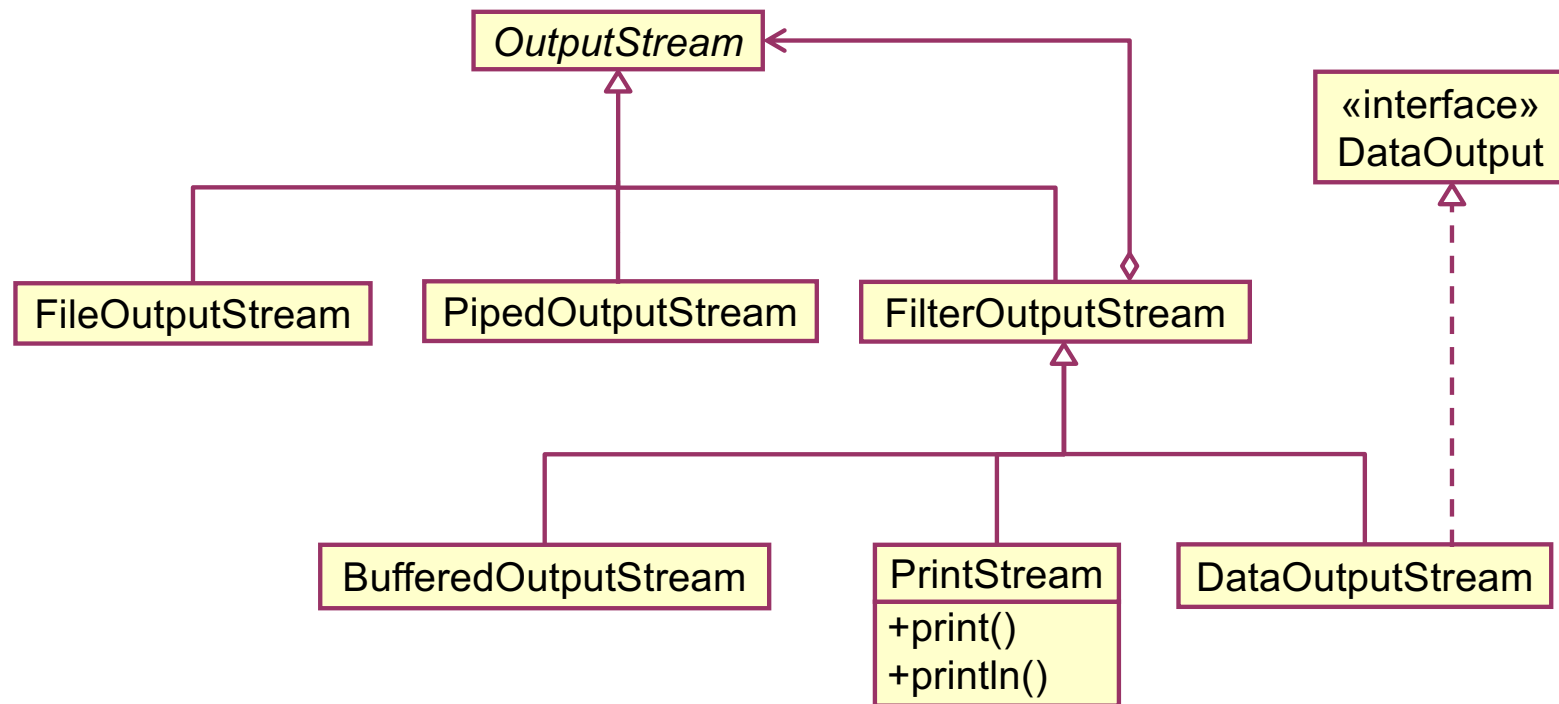 OutputStream
«interface»
DataOutput
FileOutputStream
PipedOutputStream
FilterOutputStream
BufferedOutputStream
PrintStream
+print()
+println()
DataOutputStream